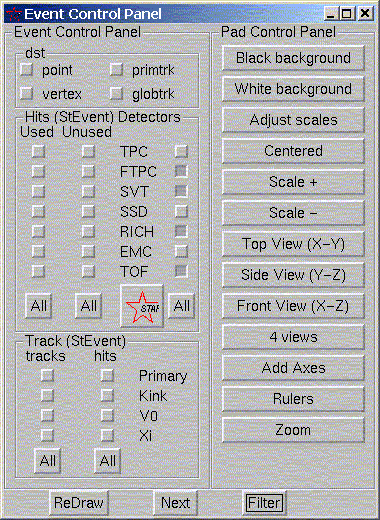 Event Control Panel
Event Control Panel
dst
point primtrk
vertex globtrk
Hits (StEvent) Detectors
Used Unused
TPC
FTPC
SVT
SSD
RICH
EMC
TOF
All All STAR All
Track (StEvent)
tracks hits
Primary
Kink
V0
Xi
All All
Pad Control Panel
Black background
White background
Adjust scales
Centered
Scale +
Scale −
Top View (X−Y)
Side View (Y−Z)
Front View (X−Z)
4 views
Add Axes
Rulers
Zoom
ReDraw Next Filter